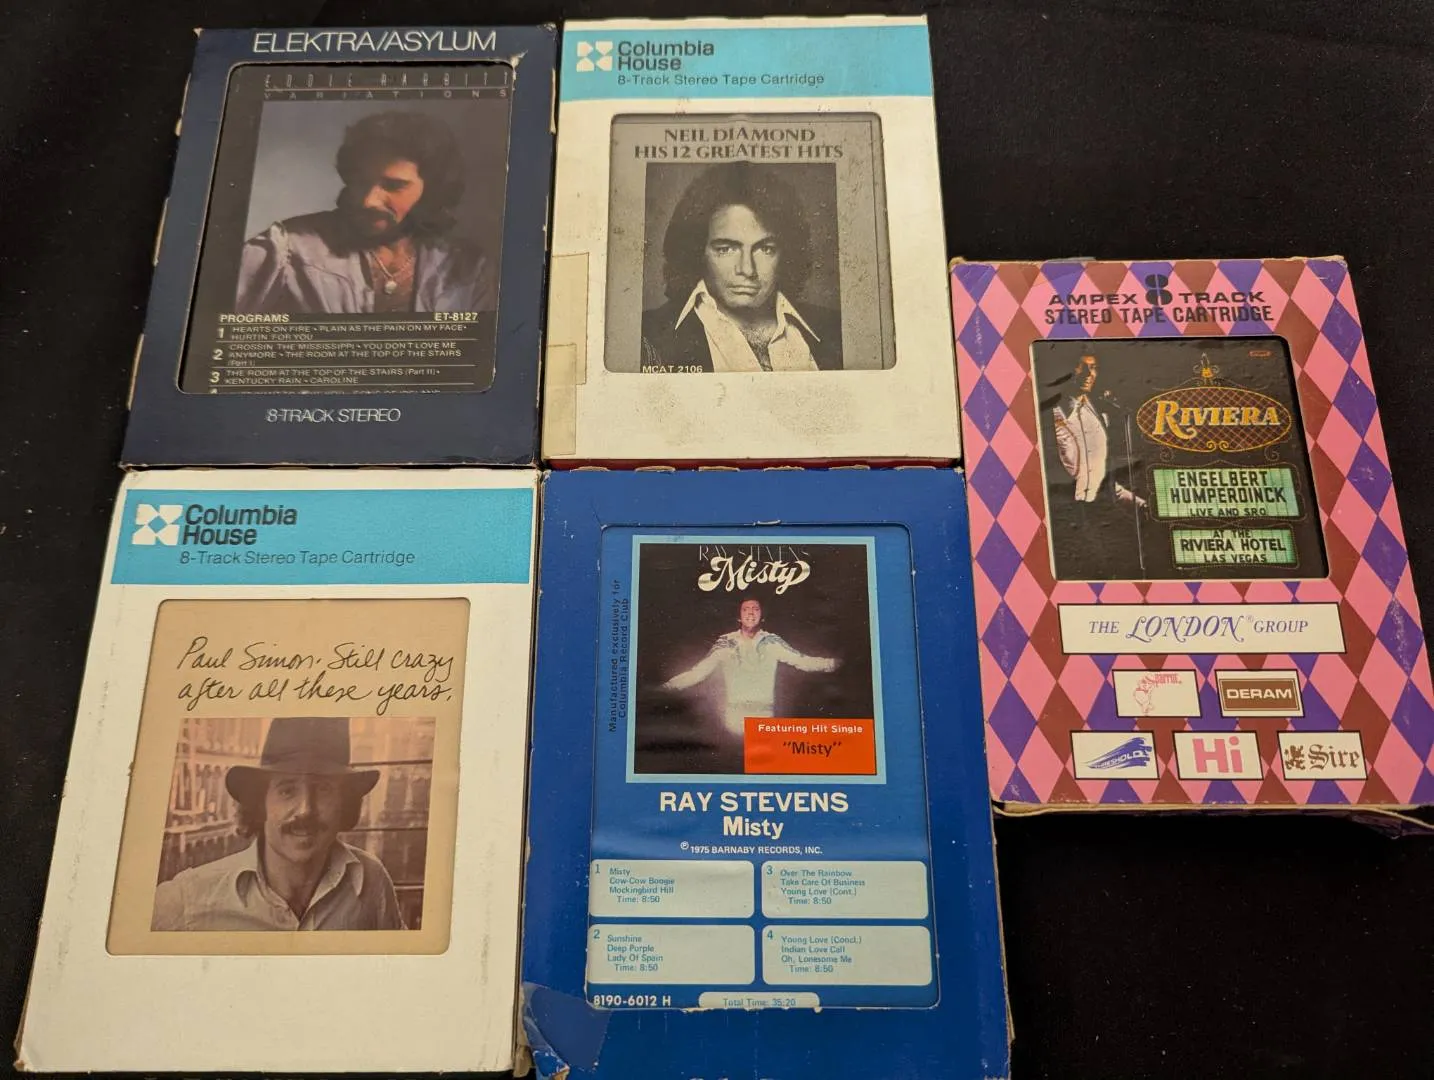 ELEKTRA/ASYLUM
EDDIE RABBITT
VARIATIONS
PROGRAMS ET-8127
1 HEARTS ON FIRE • PLAIN AS THE PAIN ON MY FACE •
HURTIN' FOR YOU
2 CROSSIN' THE MISSISSIPPI • YOU DON'T LOVE ME
ANYMORE • THE ROOM AT THE TOP OF THE STAIRS
(Part I)
3 THE ROOM AT THE TOP OF THE STAIRS (Part II) •
KENTUCKY RAIN • CAROLINE
8-TRACK STEREO
Columbia
House
8-Track Stereo Tape Cartridge
NEIL DIAMOND
HIS 12 GREATEST HITS
MCAT 2106
AMPEX 8 TRACK
STEREO TAPE CARTRIDGE
RIVIERA
ENGELBERT
HUMPERDINCK
LIVE AND S.R.O.
AT THE
RIVIERA HOTEL
LAS VEGAS
THE LONDON® GROUP
parrot
DERAM
THRESHOLD
Hi
Sire
Columbia
House
8-Track Stereo Tape Cartridge
Paul Simon · Still crazy
after all these years.
Manufactured exclusively for
Columbia Record Club
RAY STEVENS
Misty
Featuring Hit Single
"Misty"
RAY STEVENS
Misty
℗ 1975 BARNABY RECORDS, INC.
1 Misty
Cow-Cow Boogie
Mockingbird Hill
Time: 8:50
2 Sunshine
Deep Purple
Lady Of Spain
Time: 8:50
3 Over The Rainbow
Take Care Of Business
Young Love (Cont.)
Time: 8:50
4 Young Love (Concl.)
Indian Love Call
Oh, Lonesome Me
Time: 8:50
8190-6012 H
Total Time: 35:20